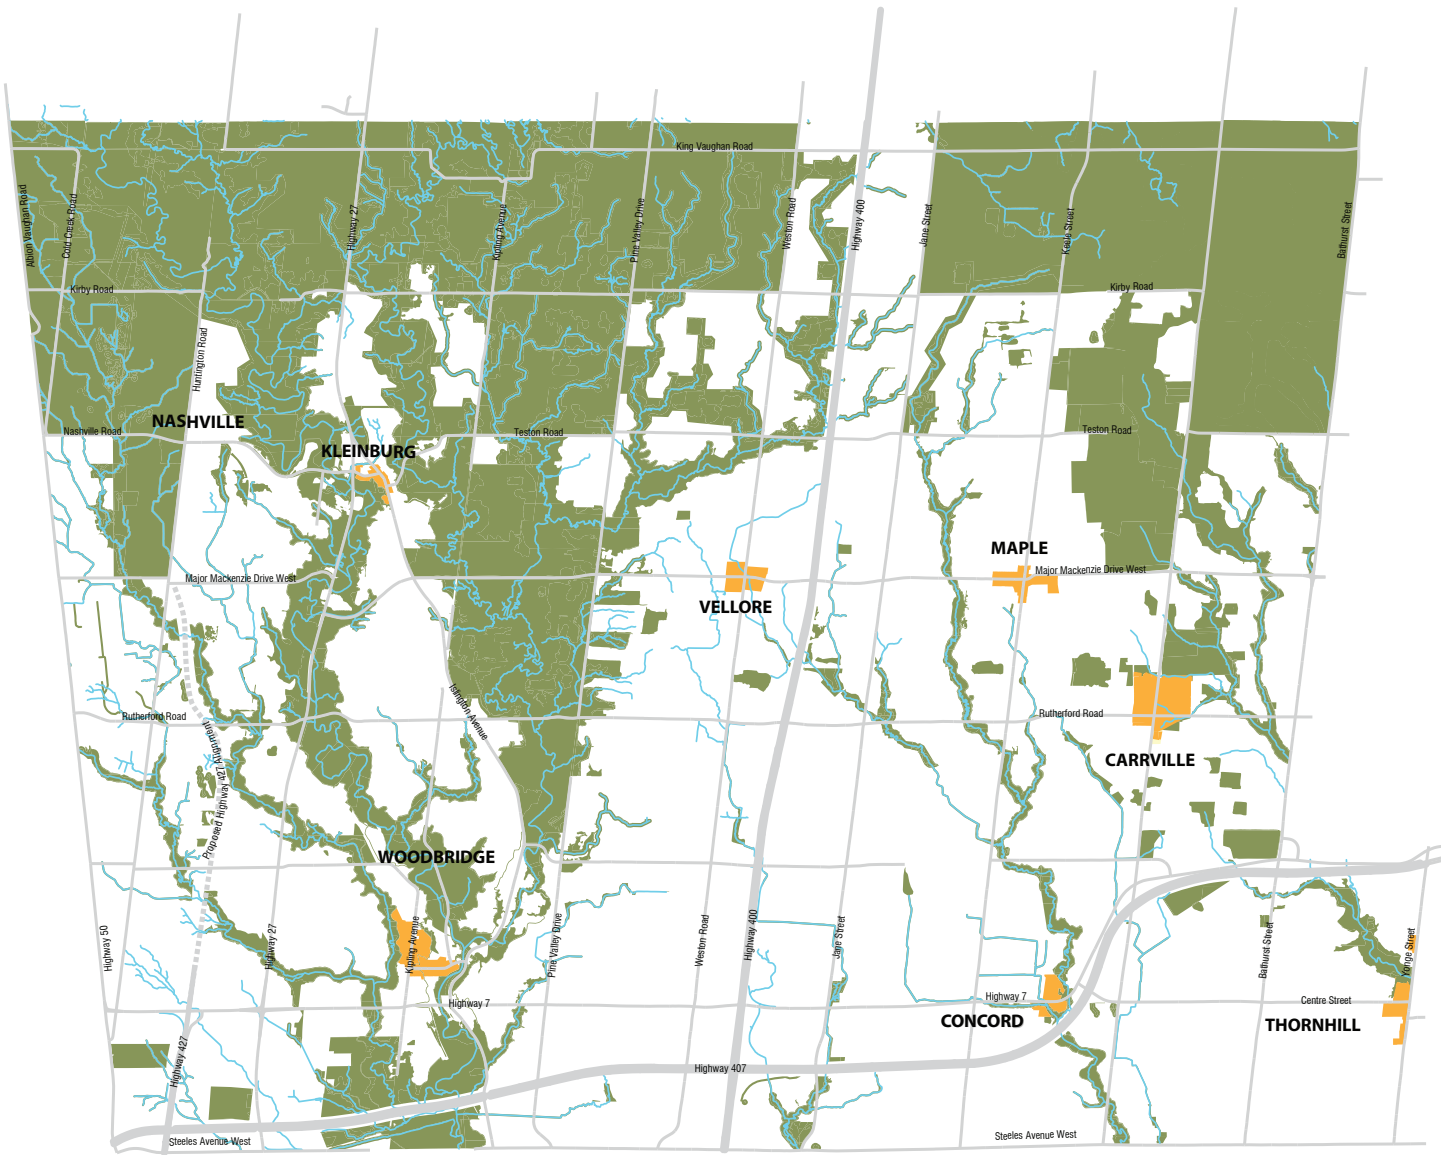 King Vaughan Road
Albion Vaughan Road
Cold Creek Road
Highway 27
Kipling Avenue
Pine Valley Drive
Weston Road
Highway 400
Jane Street
Keele Street
Bathurst Street
Kirby Road
Kirby Road
Huntington Road
NASHVILLE
Nashville Road
KLEINBURG
Teston Road
Teston Road
MAPLE
Major Mackenzie Drive West
Major Mackenzie Drive West
VELLORE
Islington Avenue
Rutherford Road
Rutherford Road
CARRVILLE
Proposed Highway 427 Alignment
WOODBRIDGE
Highway 50
Highway 27
Kipling Avenue
Pine Valley Drive
Weston Road
Highway 400
Jane Street
Bathurst Street
Yonge Street
Highway 7
Highway 7
Centre Street
CONCORD
THORNHILL
Highway 427
Highway 407
Steeles Avenue West
Steeles Avenue West